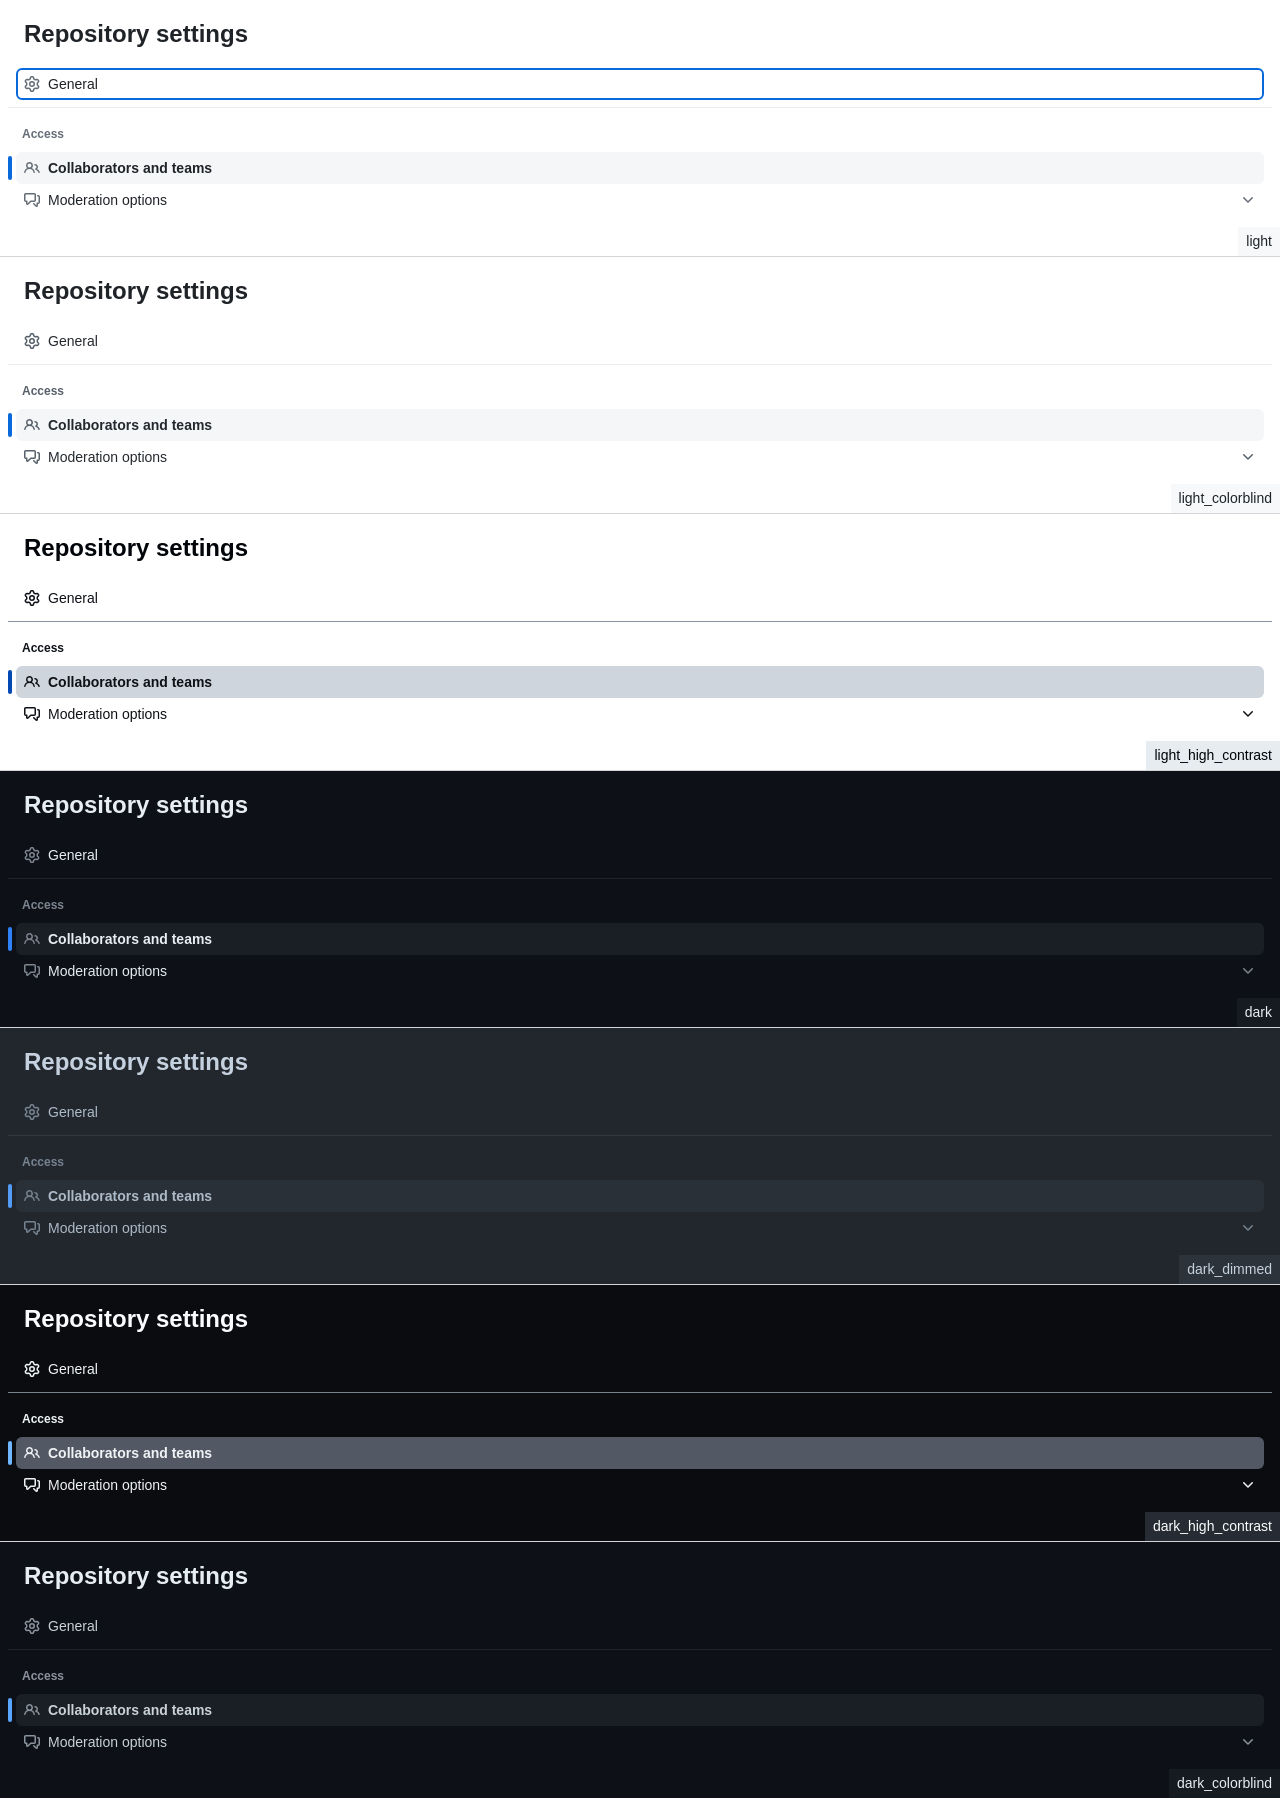 Repository settings
General
Access
Collaborators and teams
Moderation options
light
Repository settings
General
Access
Collaborators and teams
Moderation options
light_colorblind
Repository settings
General
Access
Collaborators and teams
Moderation options
light_high_contrast
Repository settings
General
Access
Collaborators and teams
Moderation options
dark
Repository settings
General
Access
Collaborators and teams
Moderation options
dark_dimmed
Repository settings
General
Access
Collaborators and teams
Moderation options
dark_high_contrast
Repository settings
General
Access
Collaborators and teams
Moderation options
dark_colorblind